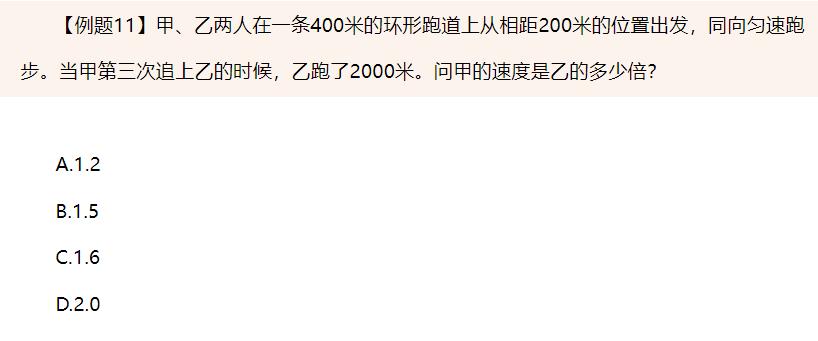 【例题11】甲、乙两人在一条400米的环形跑道上从相距200米的位置出发，同向匀速跑
步。当甲第三次追上乙的时候，乙跑了2000米。问甲的速度是乙的多少倍？
A.1.2
B.1.5
C.1.6
D.2.0